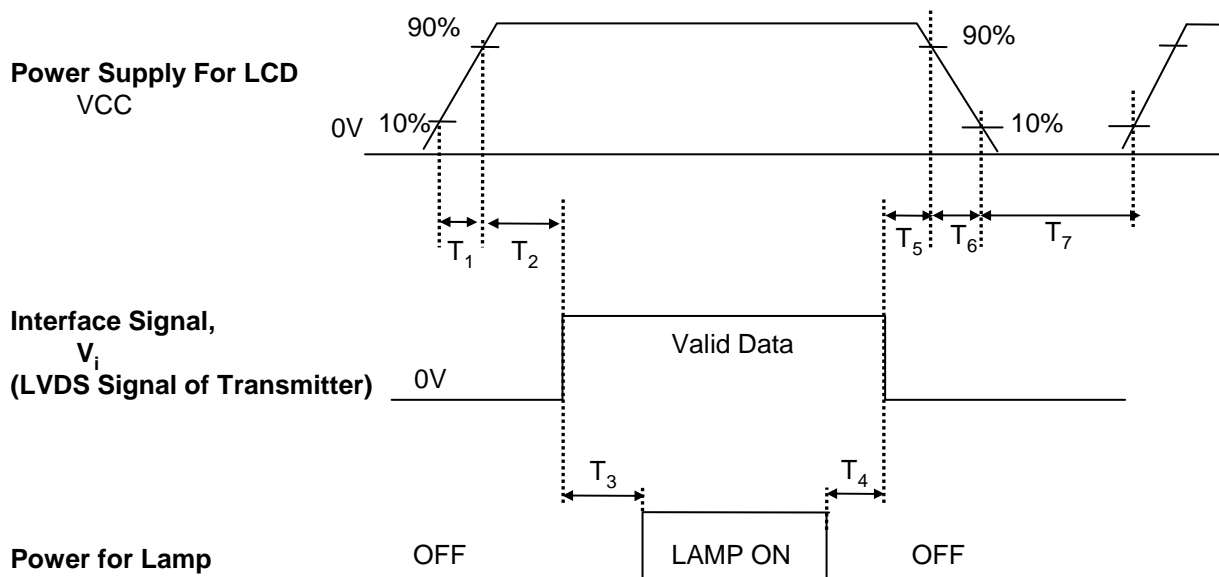 90%
90%
Power Supply For LCD
VCC
0V
10%
10%
T1
T2
T5
T6
T7
Interface Signal,
Vi
(LVDS Signal of Transmitter)
0V
Valid Data
T3
T4
Power for Lamp
OFF
LAMP ON
OFF